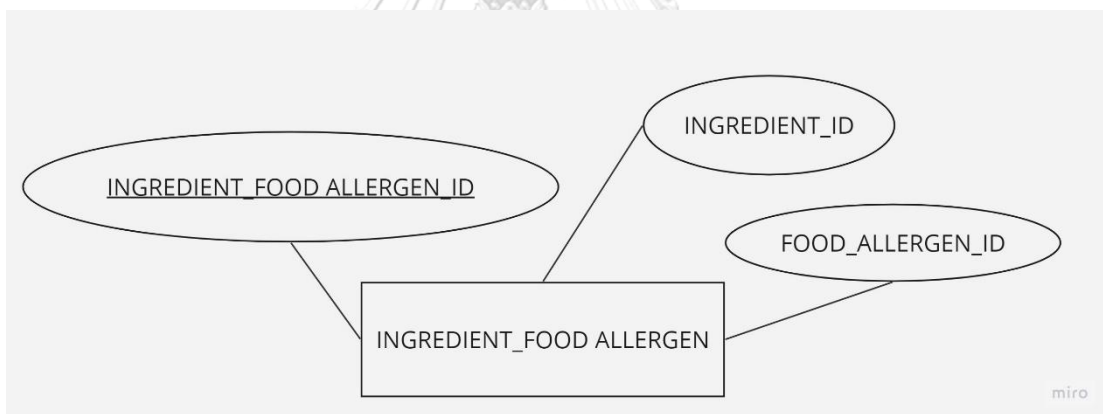 INGREDIENT_ID
INGREDIENT_FOOD ALLERGEN_ID
FOOD_ALLERGEN_ID
INGREDIENT_FOOD ALLERGEN
miro